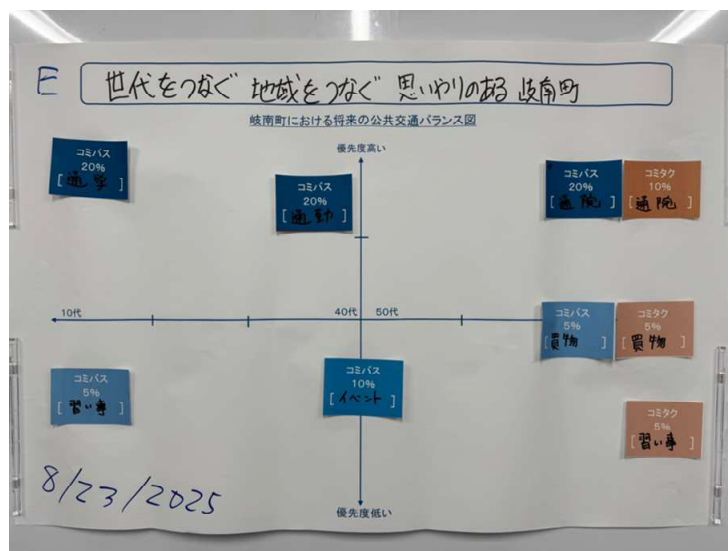 E
世代をつなぐ 地域をつなぐ 思いやりのある 岐南町
岐南町における将来の公共交通バランス図
優先度高い
コミバス
20%
[通学]
コミバス
20%
[通勤]
コミバス
20%
[通院]
コミタク
10%
[通院]
10代
40代
50代
コミバス
5%
[買物]
コミタク
5%
[買物]
コミバス
5%
[習い事]
コミバス
10%
[イベント]
コミタク
5%
[習い事]
8/23/2025
優先度低い